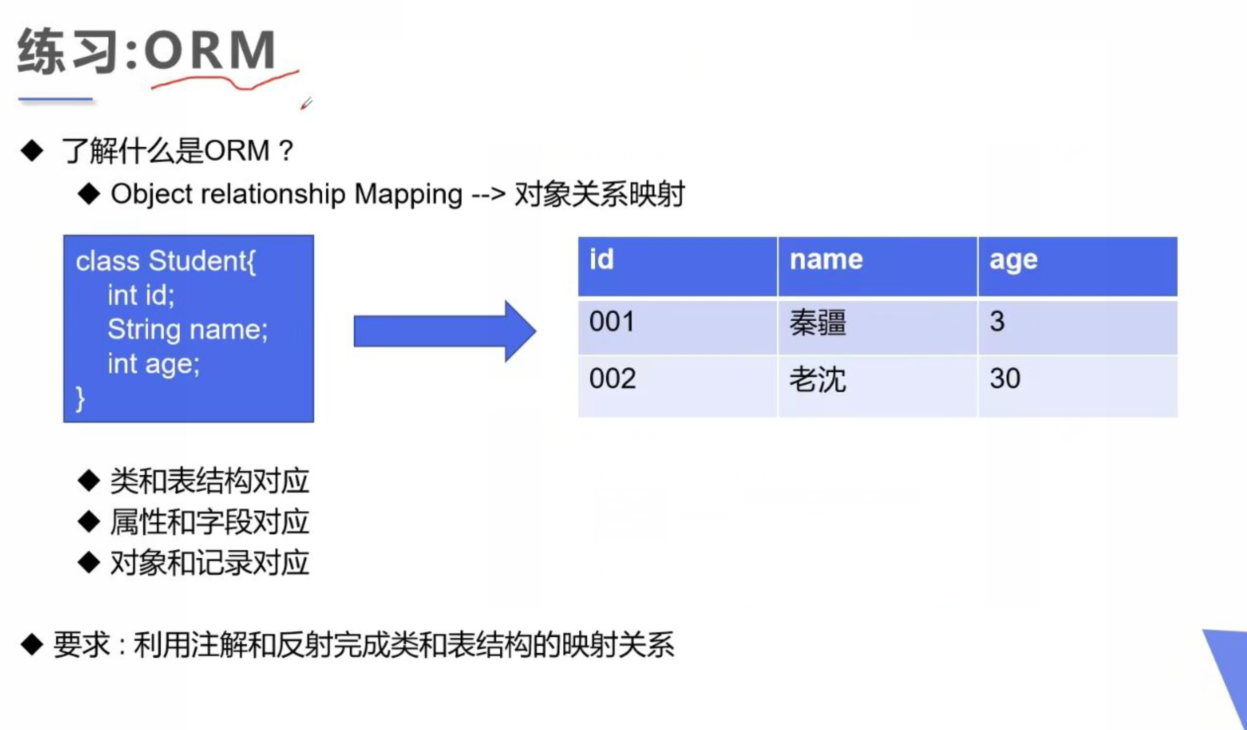 练习:ORM
◆ 了解什么是ORM？
◆ Object relationship Mapping --> 对象关系映射
class Student{
int id;
String name;
int age;
}
id name age
001 秦疆 3
002 老沈 30
◆ 类和表结构对应
◆ 属性和字段对应
◆ 对象和记录对应
◆ 要求 : 利用注解和反射完成类和表结构的映射关系